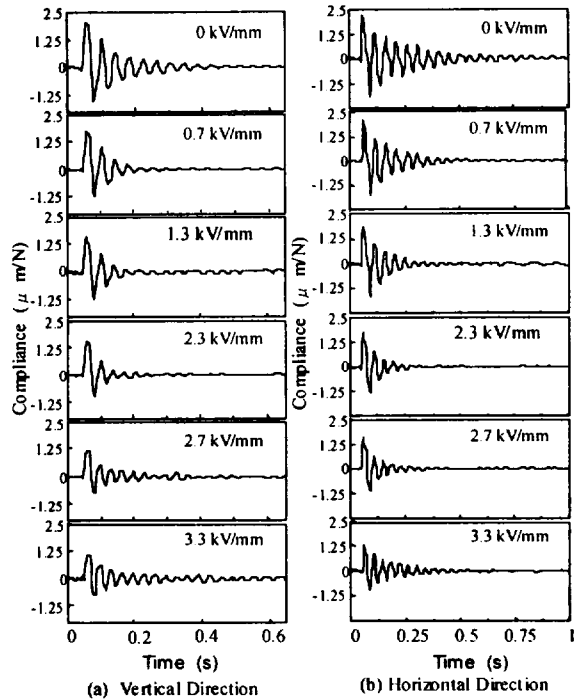 2.5
1.25
0
-1.25
0 kV/mm
2.5
1.25
0
-1.25
0.7 kV/mm
2.5
1.25
0
-1.25
1.3 kV/mm
2.5
1.25
0
-1.25
2.3 kV/mm
2.5
1.25
0
-1.25
2.7 kV/mm
2.5
1.25
0
-1.25
3.3 kV/mm
Compliance (μ m/N)
0 0.2 0.4 0.6
Time (s)
(a) Vertical Direction
2.5
1.25
0
-1.25
0 kV/mm
2.5
1.25
0
-1.25
0.7 kV/mm
2.5
1.25
0
-1.25
1.3 kV/mm
2.5
1.25
0
-1.25
2.3 kV/mm
2.5
1.25
0
-1.25
2.7 kV/mm
2.5
1.25
0
-1.25
3.3 kV/mm
Compliance (μ m/N)
0 0.25 0.5 0.75 1
Time (s)
(b) Horizontal Direction